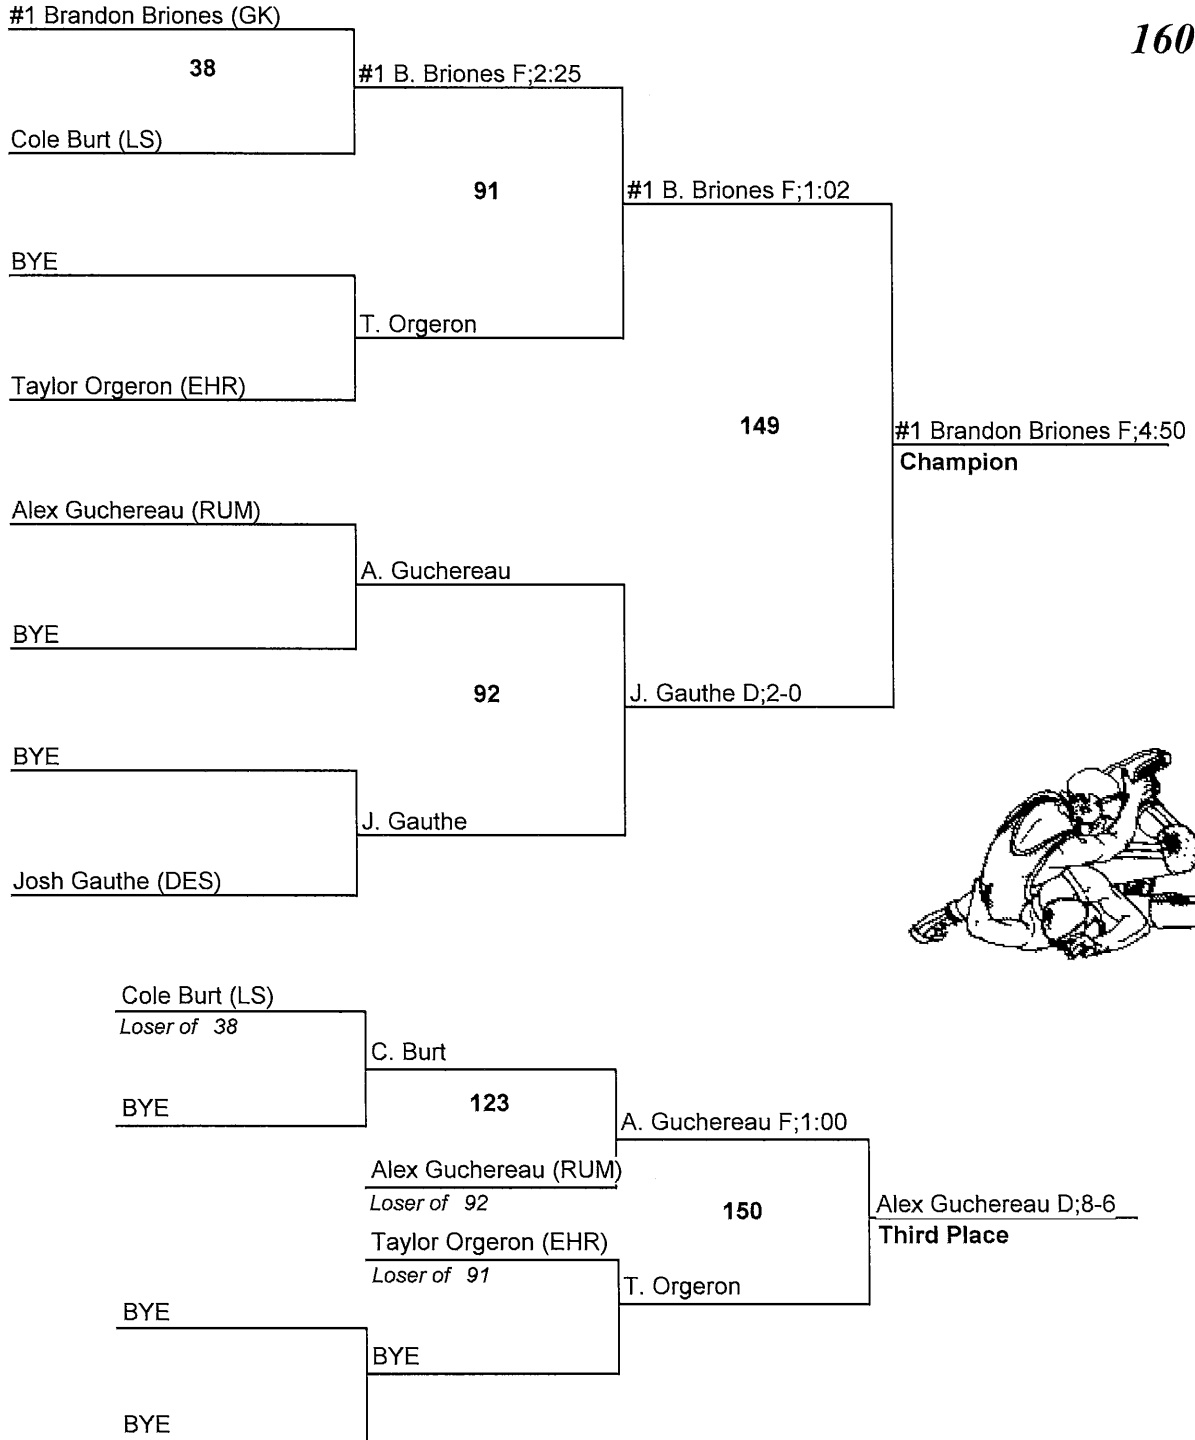 #1 Brandon Briones (GK)
160
38
#1 B. Briones F;2:25
Cole Burt (LS)
91
#1 B. Briones F;1:02
BYE
T. Orgeron
Taylor Orgeron (EHR)
149
#1 Brandon Briones F;4:50
Champion
Alex Guchereau (RUM)
A. Guchereau
BYE
92
J. Gauthe D;2-0
BYE
J. Gauthe
Josh Gauthe (DES)
Cole Burt (LS)
Loser of 38
C. Burt
BYE
123
A. Guchereau F;1:00
Alex Guchereau (RUM)
Loser of 92
150
Alex Guchereau D;8-6
Third Place
Taylor Orgeron (EHR)
Loser of 91
T. Orgeron
BYE
BYE
BYE